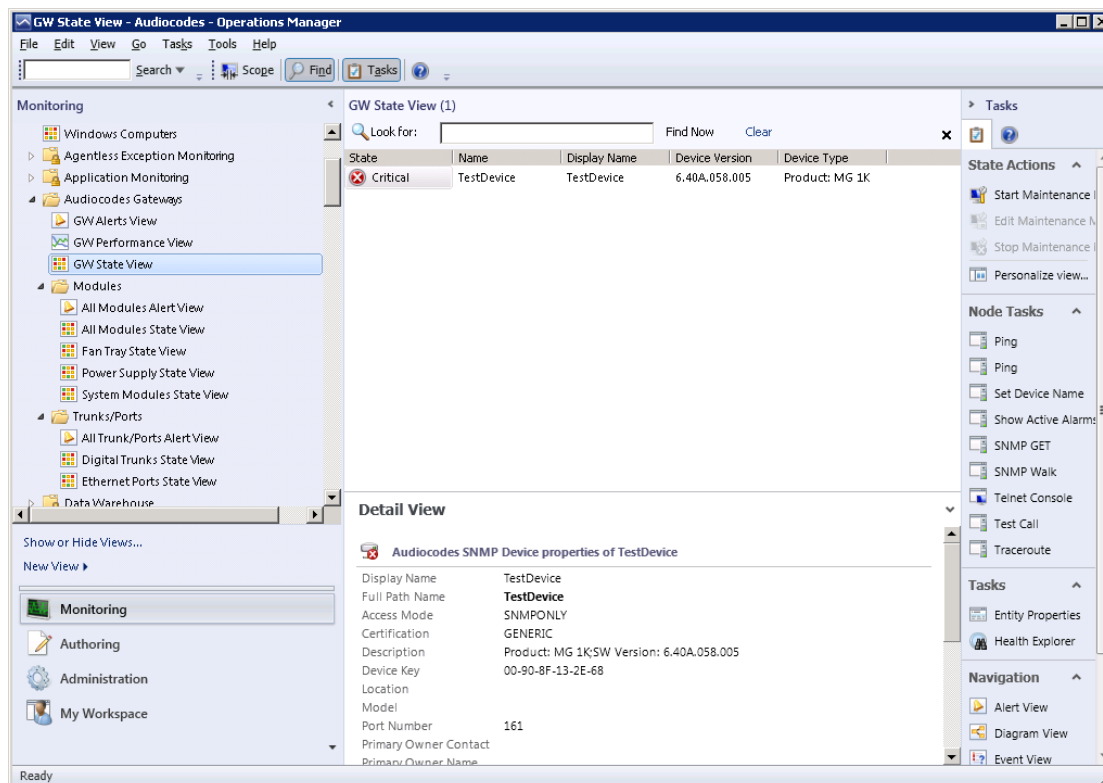 GW State View - Audiocodes - Operations Manager
File Edit View Go Tasks Tools Help
Search Scope Find Tasks
Monitoring
Windows Computers
Agentless Exception Monitoring
Application Monitoring
Audiocodes Gateways
GW Alerts View
GW Performance View
GW State View
Modules
All Modules Alert View
All Modules State View
Fan Tray State View
Power Supply State View
System Modules State View
Trunks/Ports
All Trunk/Ports Alert View
Digital Trunks State View
Ethernet Ports State View
Data Warehouse
Show or Hide Views...
New View
Monitoring
Authoring
Administration
My Workspace
GW State View (1)
Look for: Find Now Clear
State Name Display Name Device Version Device Type
Critical TestDevice TestDevice 6.40A.058.005 Product: MG 1K
Detail View
Audiocodes SNMP Device properties of TestDevice
Display Name TestDevice
Full Path Name TestDevice
Access Mode SNMPONLY
Certification GENERIC
Description Product: MG 1K;SW Version: 6.40A.058.005
Device Key 00-90-8F-13-2E-68
Location
Model
Port Number 161
Primary Owner Contact
Primary Owner Name
Tasks
State Actions
Start Maintenance
Edit Maintenance M
Stop Maintenance
Personalize view...
Node Tasks
Ping
Ping
Set Device Name
Show Active Alarms
SNMP GET
SNMP Walk
Telnet Console
Test Call
Traceroute
Tasks
Entity Properties
Health Explorer
Navigation
Alert View
Diagram View
Event View
Ready